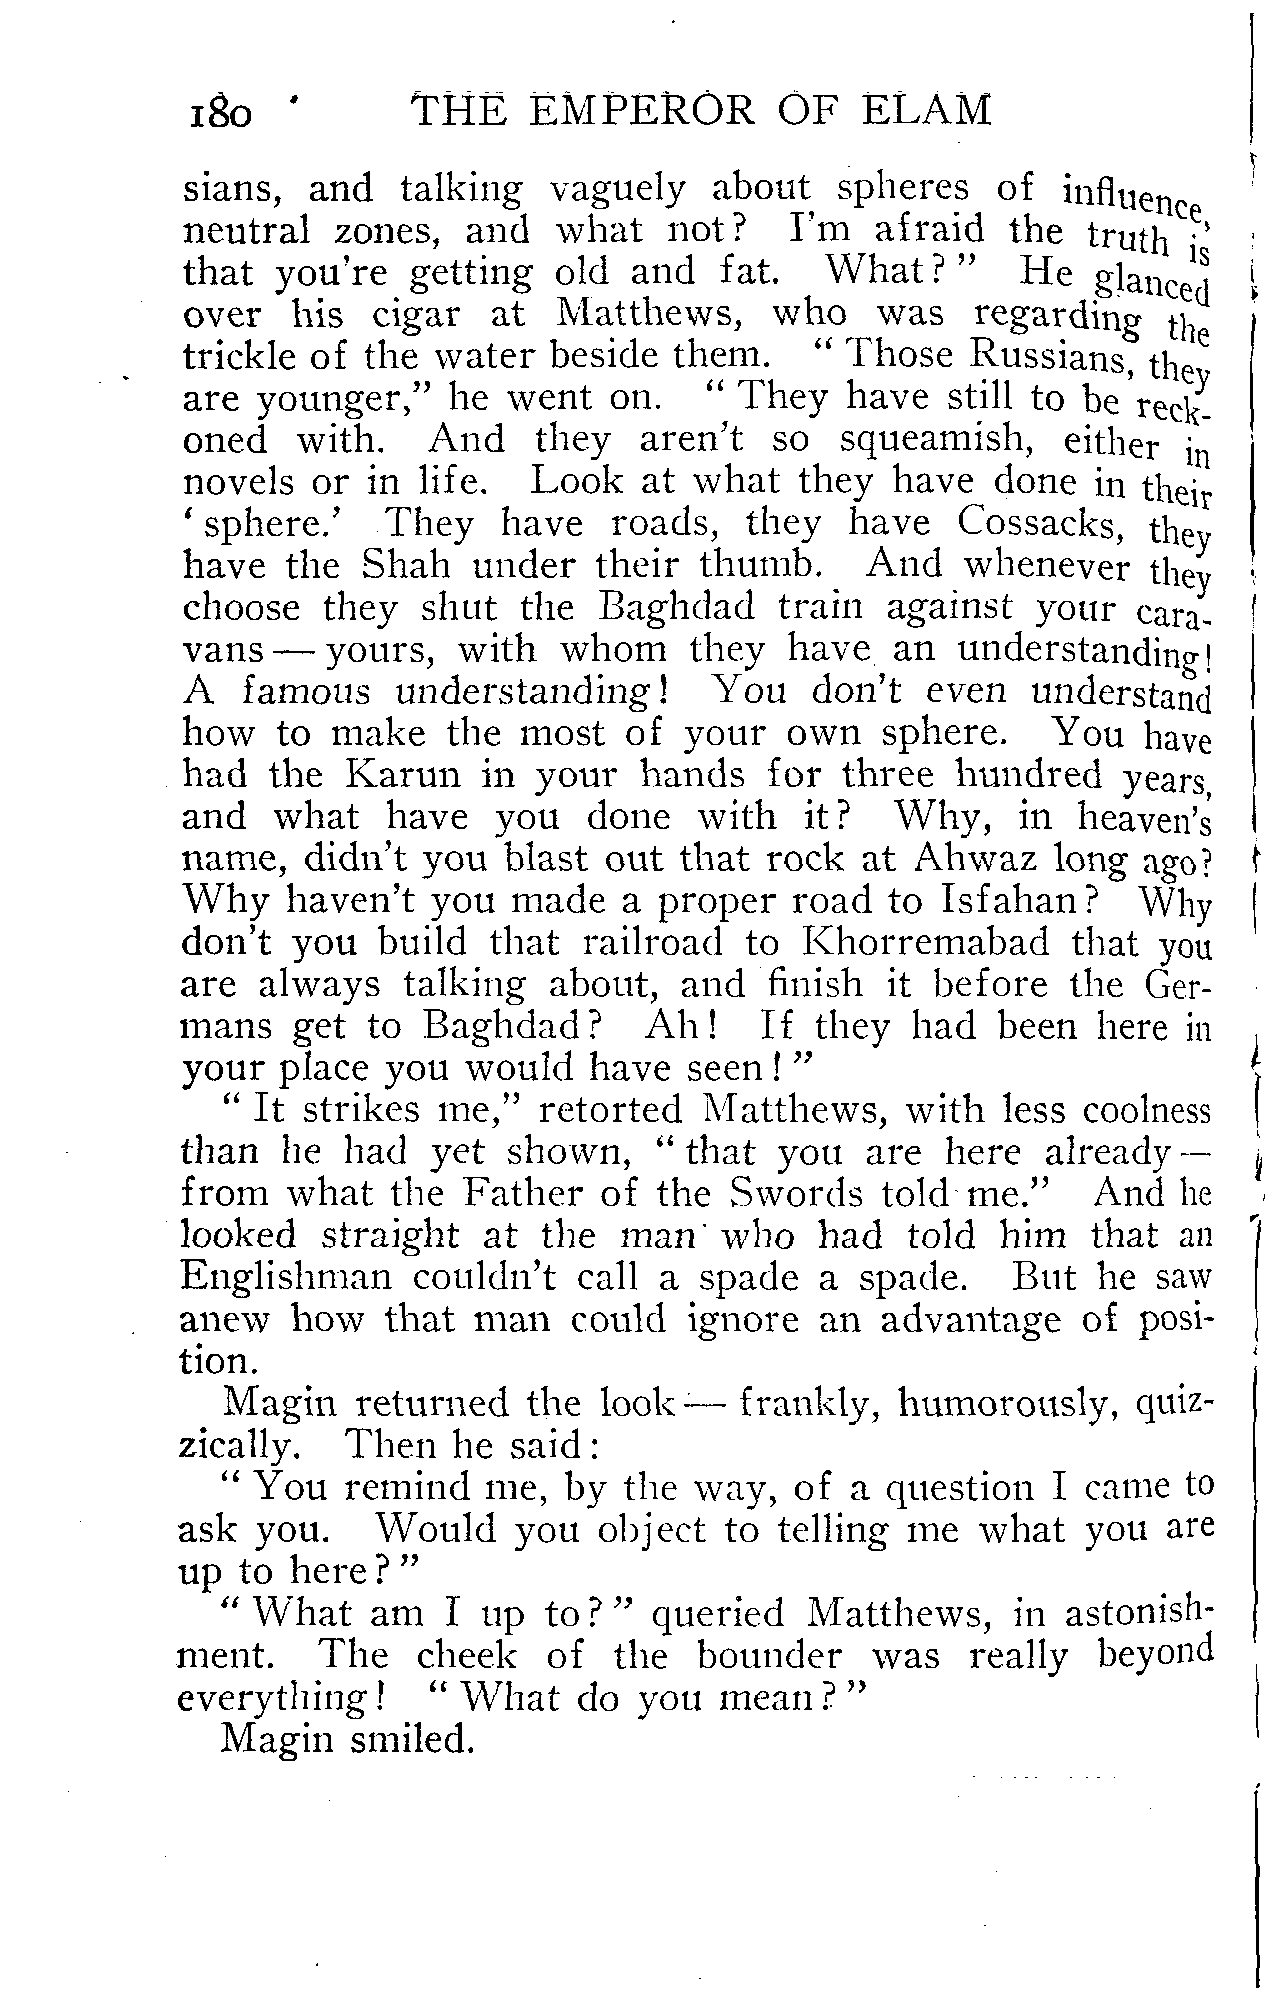 180 THE EMPEROR OF ELAM
sians, and talking vaguely about spheres of influence,
neutral zones, and what not? I'm afraid the truth is
that you're getting old and fat. What?" He glanced
over his cigar at Matthews, who was regarding the
trickle of the water beside them. "Those Russians, they
are younger," he went on. "They have still to be reck-
oned with. And they aren't so squeamish, either in
novels or in life. Look at what they have done in their
'sphere.' They have roads, they have Cossacks, they
have the Shah under their thumb. And whenever they
choose they shut the Baghdad train against your cara-
vans — yours, with whom they have an understanding!
A famous understanding! You don't even understand
how to make the most of your own sphere. You have
had the Karun in your hands for three hundred years,
and what have you done with it? Why, in heaven's
name, didn't you blast out that rock at Ahwaz long ago?
Why haven't you made a proper road to Isfahan? Why
don't you build that railroad to Khorremabad that you
are always talking about, and finish it before the Ger-
mans get to Baghdad? Ah! If they had been here in
your place you would have seen!"
"It strikes me," retorted Matthews, with less coolness
than he had yet shown, "that you are here already —
from what the Father of the Swords told me." And he
looked straight at the man who had told him that an
Englishman couldn't call a spade a spade. But he saw
anew how that man could ignore an advantage of posi-
tion.
Magin returned the look — frankly, humorously, quiz-
zically. Then he said:
"You remind me, by the way, of a question I came to
ask you. Would you object to telling me what you are
up to here?"
"What am I up to?" queried Matthews, in astonish-
ment. The cheek of the bounder was really beyond
everything! "What do you mean?"
Magin smiled.